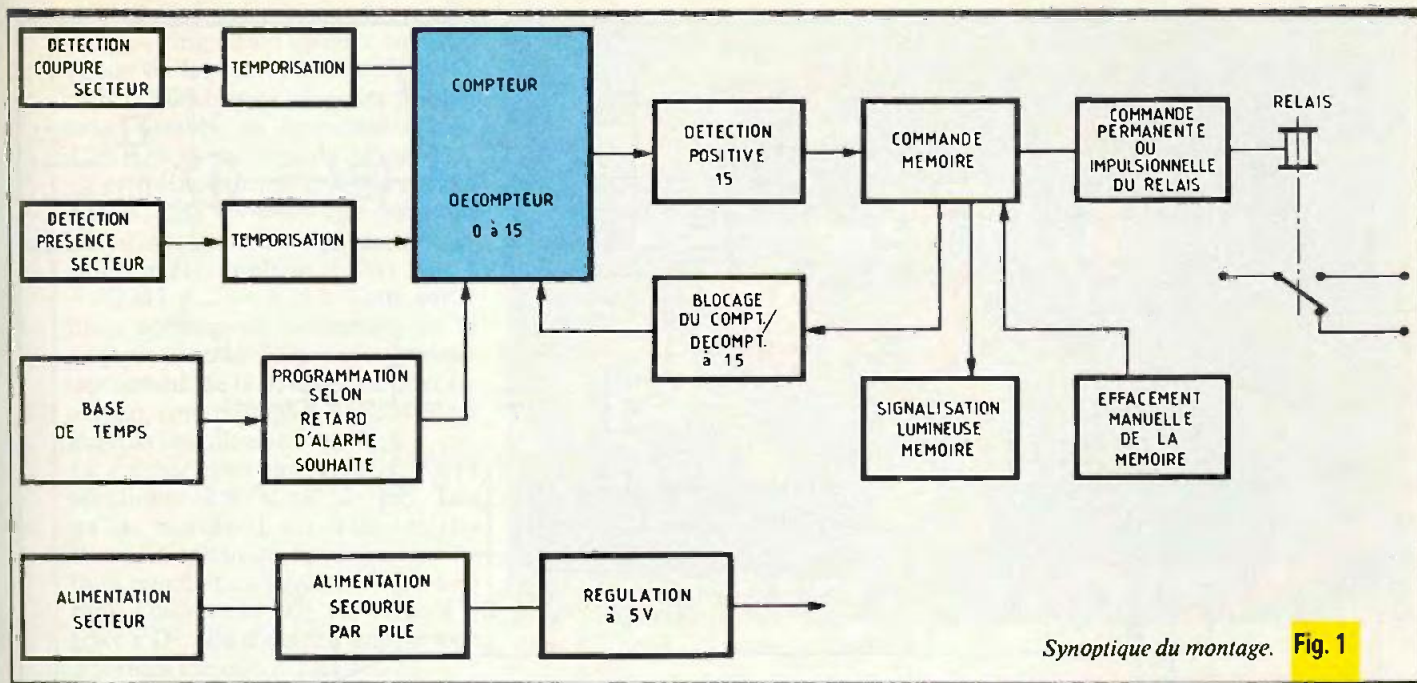 DETECTION
COUPURE
SECTEUR
TEMPORISATION
COMPTEUR
DECOMPTEUR
0 à 15
DETECTION
POSITIVE
15
COMMANDE
MEMOIRE
COMMANDE
PERMANENTE
OU
IMPULSIONNELLE
DU RELAIS
RELAIS
DETECTION
PRESENCE
SECTEUR
TEMPORISATION
BLOCAGE
DU COMPT./
DECOMPT.
à 15
BASE
DE TEMPS
PROGRAMMATION
SELON
RETARD
D'ALARME
SOUHAITE
SIGNALISATION
LUMINEUSE
MEMOIRE
EFFACEMENT
MANUELLE
DE LA
MEMOIRE
ALIMENTATION
SECTEUR
ALIMENTATION
SECOURUE
PAR PILE
REGULATION
à 5V
Synoptique du montage.
Fig. 1